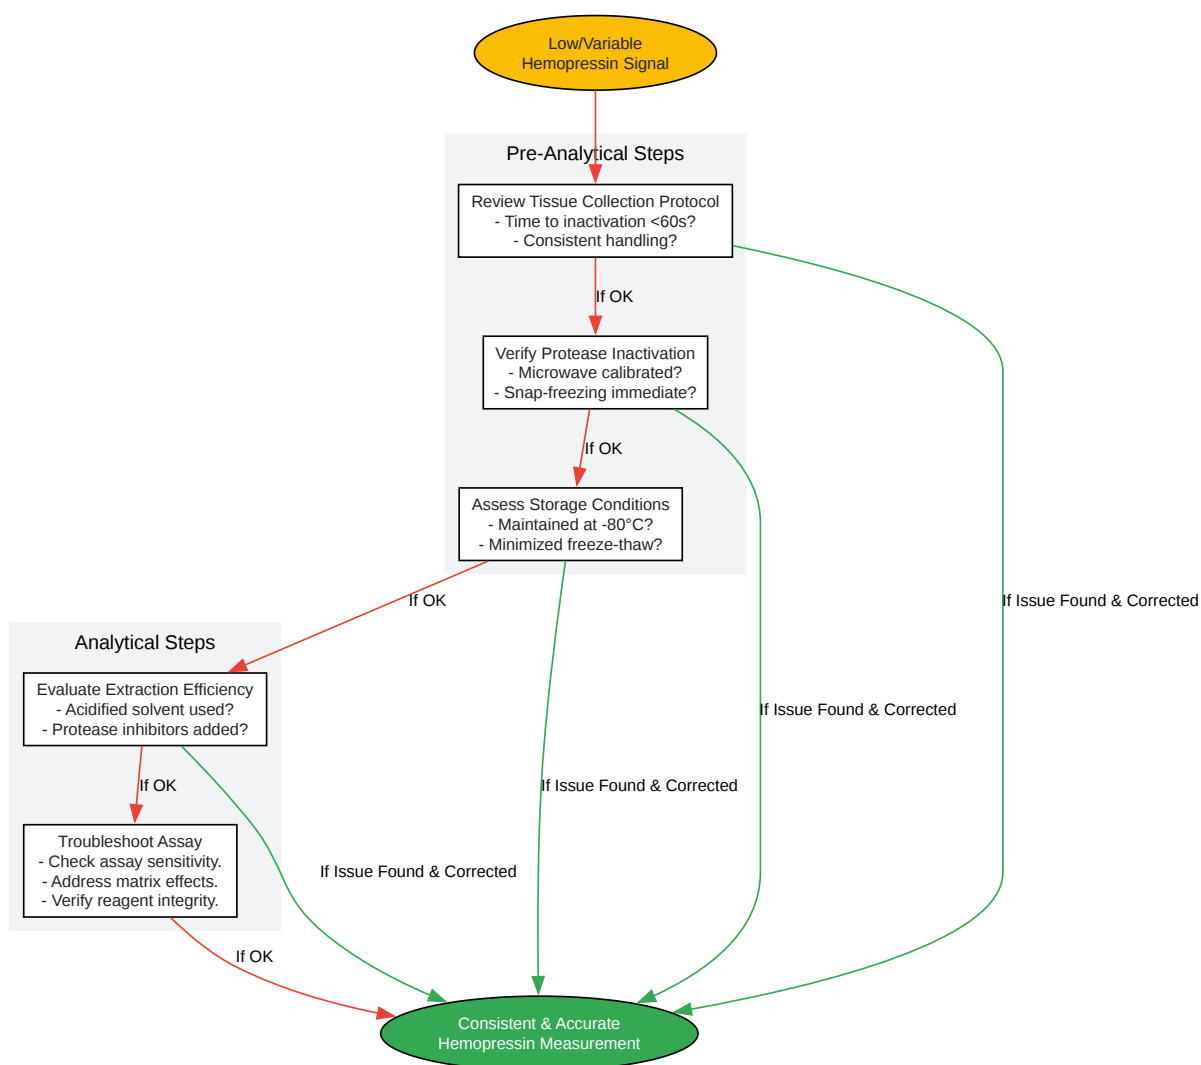 Low/Variable
Hemopressin Signal
Pre-Analytical Steps
Review Tissue Collection Protocol
- Time to inactivation <60s?
- Consistent handling?
If OK
Verify Protease Inactivation
- Microwave calibrated?
- Snap-freezing immediate?
If OK
Assess Storage Conditions
- Maintained at -80°C?
- Minimized freeze-thaw?
If OK
If Issue Found & Corrected
Analytical Steps
Evaluate Extraction Efficiency
- Acidified solvent used?
- Protease inhibitors added?
If Issue Found & Corrected
If OK
If Issue Found & Corrected
Troubleshoot Assay
- Check assay sensitivity.
- Address matrix effects.
- Verify reagent integrity.
If Issue Found & Corrected
If OK
Consistent & Accurate
Hemopressin Measurement